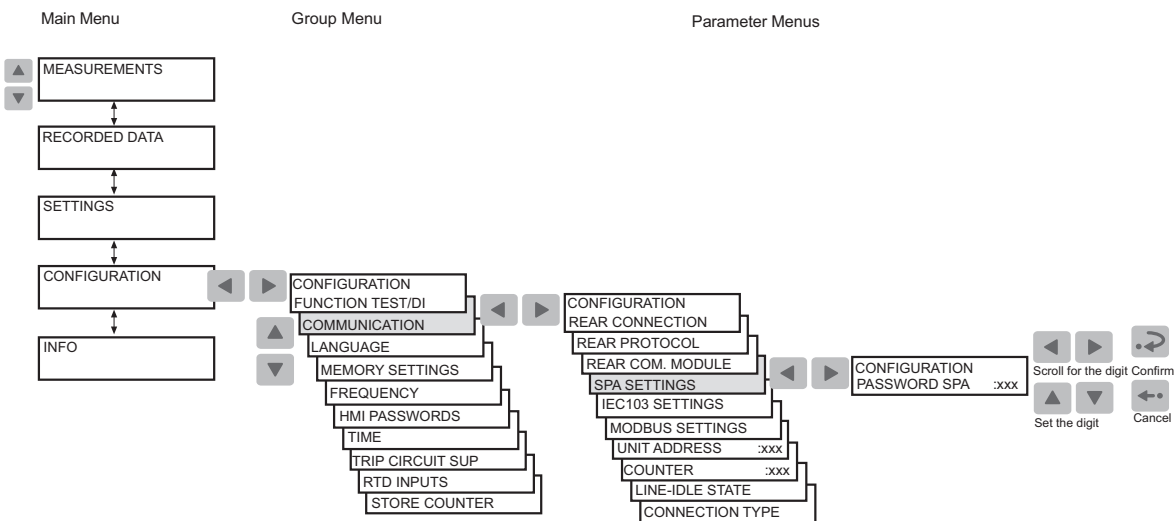 Main Menu
Group Menu
Parameter Menus
MEASUREMENTS
RECORDED DATA
SETTINGS
CONFIGURATION
INFO
CONFIGURATION
FUNCTION TEST/DI
COMMUNICATION
LANGUAGE
MEMORY SETTINGS
FREQUENCY
HMI PASSWORDS
TIME
TRIP CIRCUIT SUP
RTD INPUTS
STORE COUNTER
CONFIGURATION
REAR CONNECTION
REAR PROTOCOL
REAR COM. MODULE
SPA SETTINGS
IEC103 SETTINGS
MODBUS SETTINGS
UNIT ADDRESS :xxx
COUNTER :xxx
LINE-IDLE STATE
CONNECTION TYPE
CONFIGURATION
PASSWORD SPA :xxx
Scroll for the digit
Confirm
Set the digit
Cancel